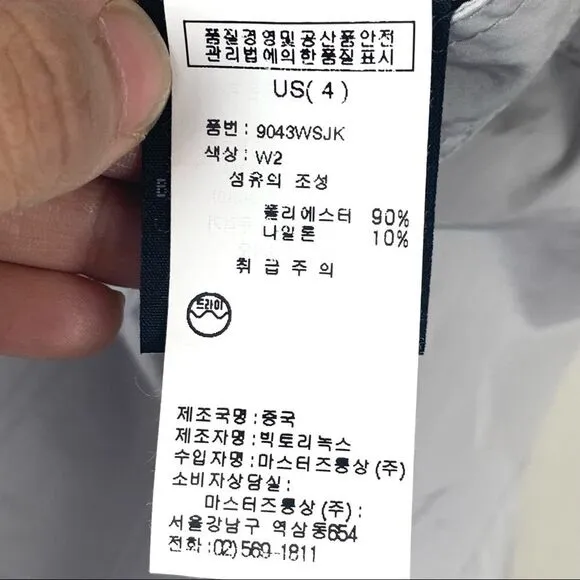 품질경영및공산품안전
관리법에의한품질표시
US( 4 )
품번 : 9043WSJK
색상 : W2
섬유의 조성
폴리에스터 90%
나일론 10%
취 급 주 의
드라이
제조국명 : 중국
제조자명 : 빅토리녹스
수입자명 : 마스터즈통상 (주)
소비자상담실 :
마스터즈통상 (주) :
서울강남구 역삼동654
전화 : 02) 569-1811